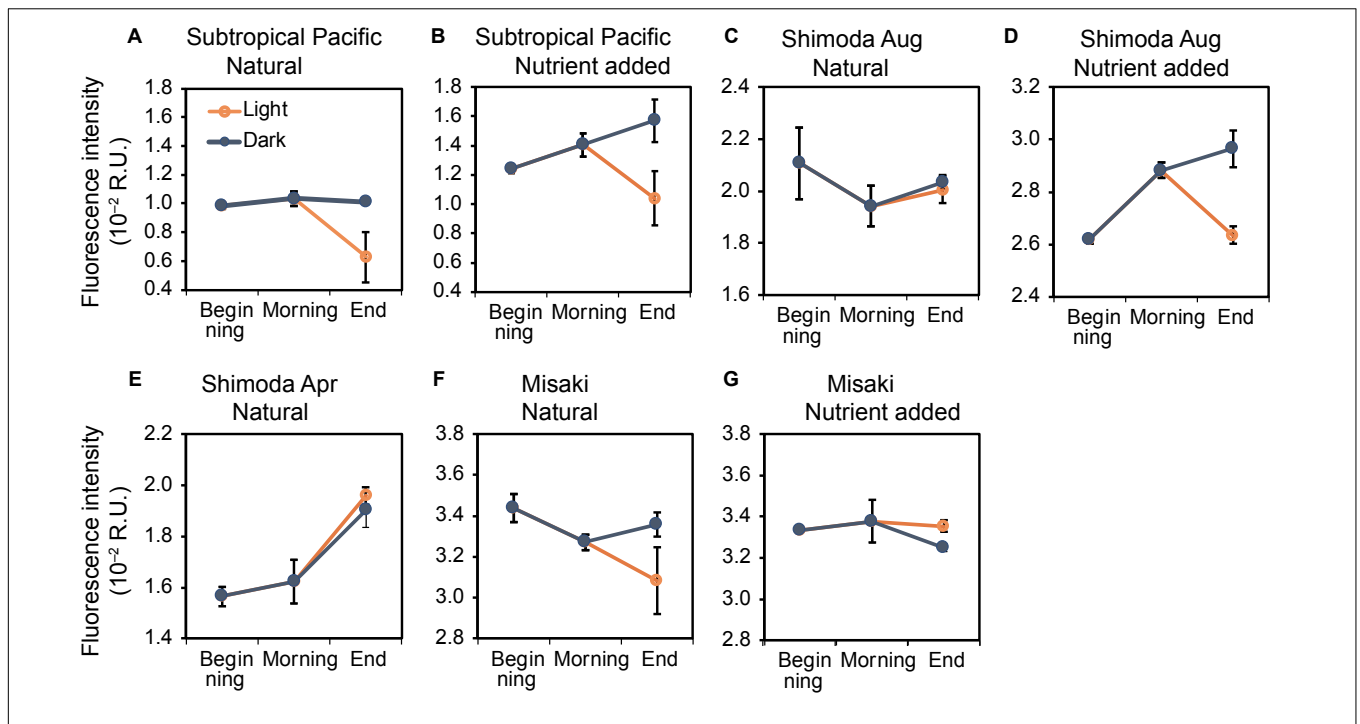 A Subtropical Pacific
Natural
B Subtropical Pacific
Nutrient added
C Shimoda Aug
Natural
D Shimoda Aug
Nutrient added
Fluorescence intensity
(10⁻² R.U.)
1.8
1.6
1.4
1.2
1.0
0.8
0.6
0.4
Light
Dark
Begin
ning
Morning
End
1.8
1.6
1.4
1.2
1.0
0.8
0.6
0.4
Begin
ning
Morning
End
2.4
2.2
2.0
1.8
1.6
Begin
ning
Morning
End
3.2
3.0
2.8
2.6
2.4
Begin
ning
Morning
End
E Shimoda Apr
Natural
F Misaki
Natural
G Misaki
Nutrient added
Fluorescence intensity
(10⁻² R.U.)
2.2
2.0
1.8
1.6
1.4
Begin
ning
Morning
End
3.8
3.6
3.4
3.2
3.0
2.8
Begin
ning
Morning
End
3.8
3.6
3.4
3.2
3.0
2.8
Begin
ning
Morning
End